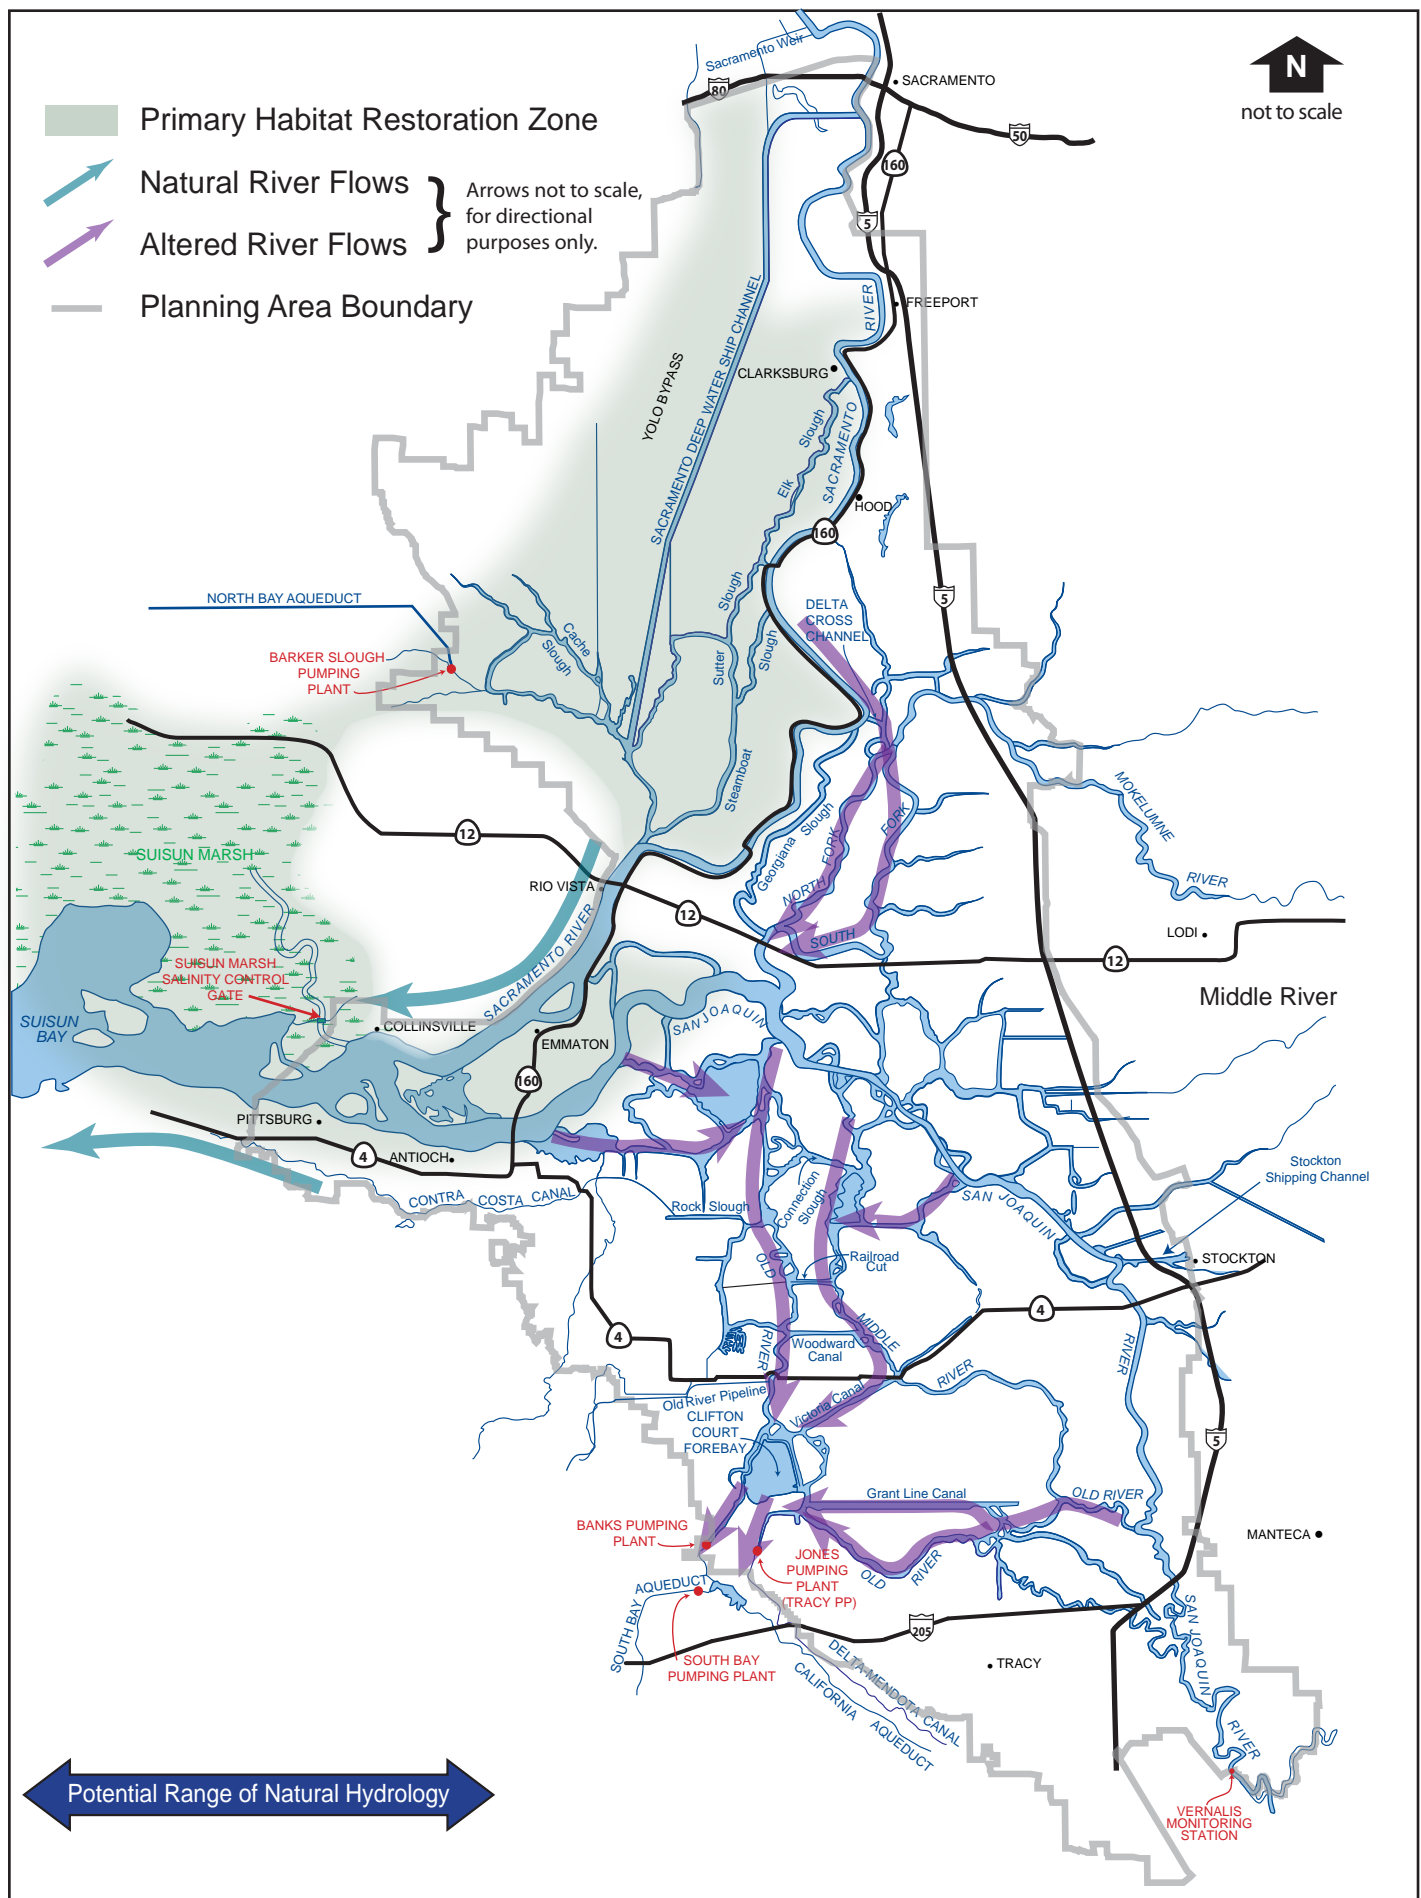 Sacramento Weir
80
SACRAMENTO
N
not to scale
50
160
5
Primary Habitat Restoration Zone
Natural River Flows
Altered River Flows
}
Arrows not to scale,
for directional
purposes only.
Planning Area Boundary
FREEPORT
RIVER
SACRAMENTO DEEP WATER SHIP CHANNEL
YOLO BYPASS
CLARKSBURG
Elk Slough
SACRAMENTO
HOOD
160
5
NORTH BAY AQUEDUCT
DELTA
CROSS
CHANNEL
Cache
Slough
Sutter
Slough
Steamboat
Slough
BARKER SLOUGH
PUMPING
PLANT
MOKELUMNE
RIVER
12
SUISUN MARSH
Georgiana Slough
NORTH FORK
SOUTH FORK
RIO VISTA
12
LODI
12
SUISUN MARSH
SALINITY CONTROL
GATE
SACRAMENTO RIVER
Middle River
SUISUN
BAY
COLLINSVILLE
EMMATON
SAN JOAQUIN
160
PITTSBURG
4
ANTIOCH
CONTRA COSTA CANAL
Rock Slough
Connection
Slough
SAN JOAQUIN
Stockton
Shipping Channel
OLD
Railroad
Cut
STOCKTON
4
4
RIVER
MIDDLE
Woodward
Canal
RIVER
RIVER
Old River Pipeline
Victoria Canal
CLIFTON
COURT
FOREBAY
5
Grant Line Canal
OLD RIVER
BANKS PUMPING
PLANT
MANTECA
JONES
PUMPING
PLANT
(TRACY PP)
OLD
RIVER
SOUTH BAY AQUEDUCT
205
SAN JOAQUIN
SOUTH BAY
PUMPING PLANT
TRACY
DELTA-MENDOTA CANAL
CALIFORNIA AQUEDUCT
RIVER
Potential Range of Natural Hydrology
VERNALIS
MONITORING
STATION